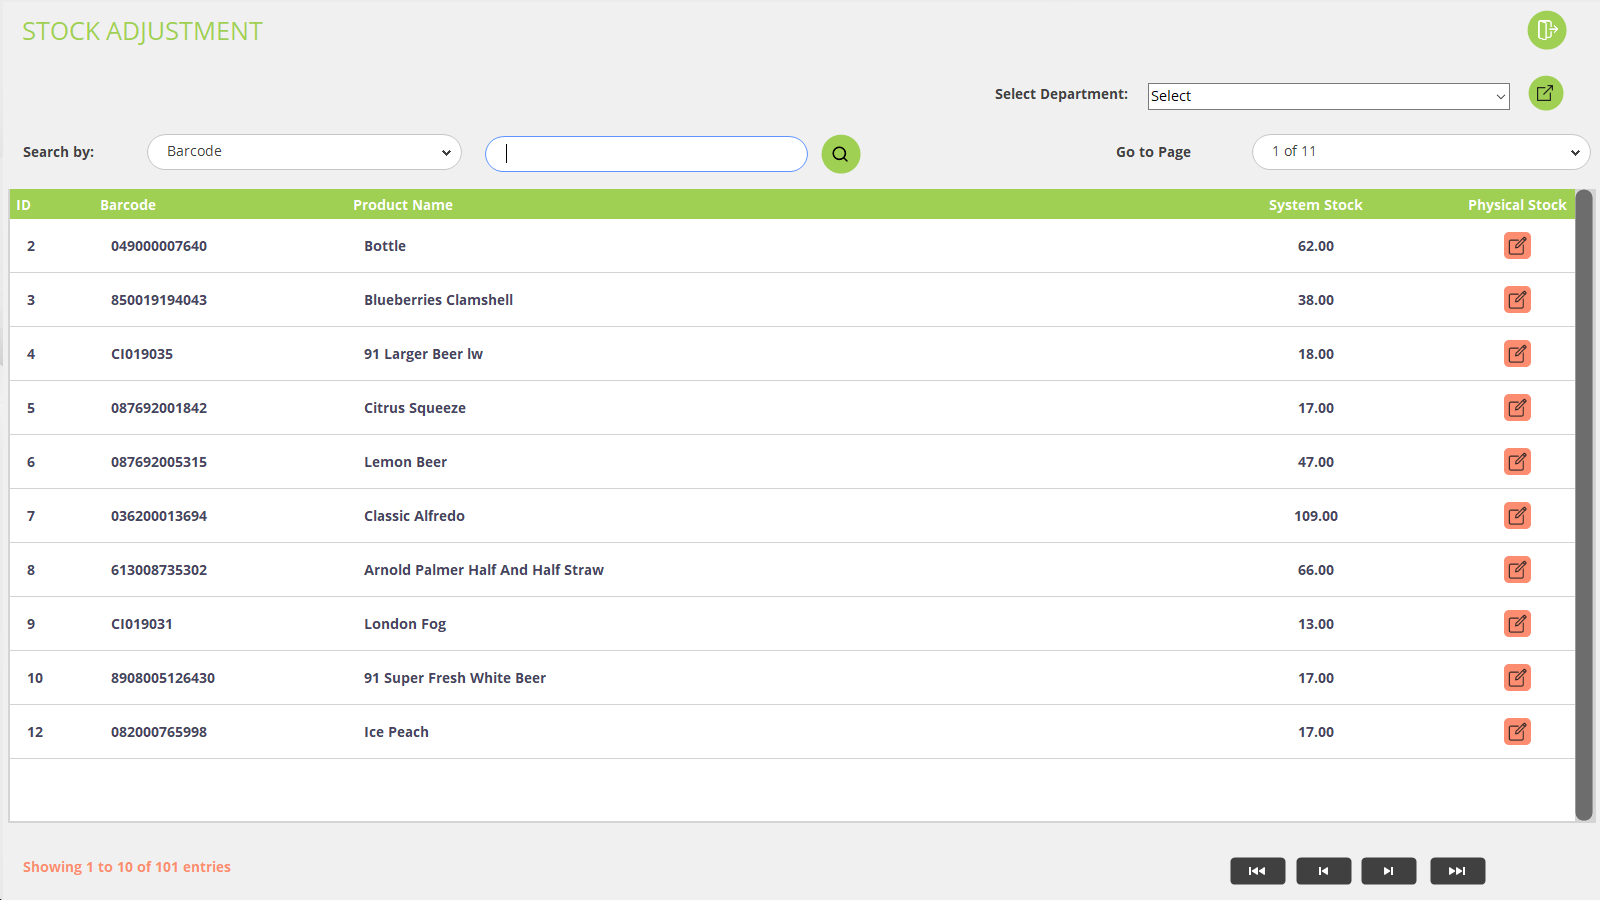 STOCK ADJUSTMENT
Select Department: Select
Search by: Barcode Go to Page 1 of 11
ID Barcode Product Name System Stock Physical Stock
2 049000007640 Bottle 62.00
3 850019194043 Blueberries Clamshell 38.00
4 CI019035 91 Larger Beer lw 18.00
5 087692001842 Citrus Squeeze 17.00
6 087692005315 Lemon Beer 47.00
7 036200013694 Classic Alfredo 109.00
8 613008735302 Arnold Palmer Half And Half Straw 66.00
9 CI019031 London Fog 13.00
10 8908005126430 91 Super Fresh White Beer 17.00
12 082000765998 Ice Peach 17.00
Showing 1 to 10 of 101 entries